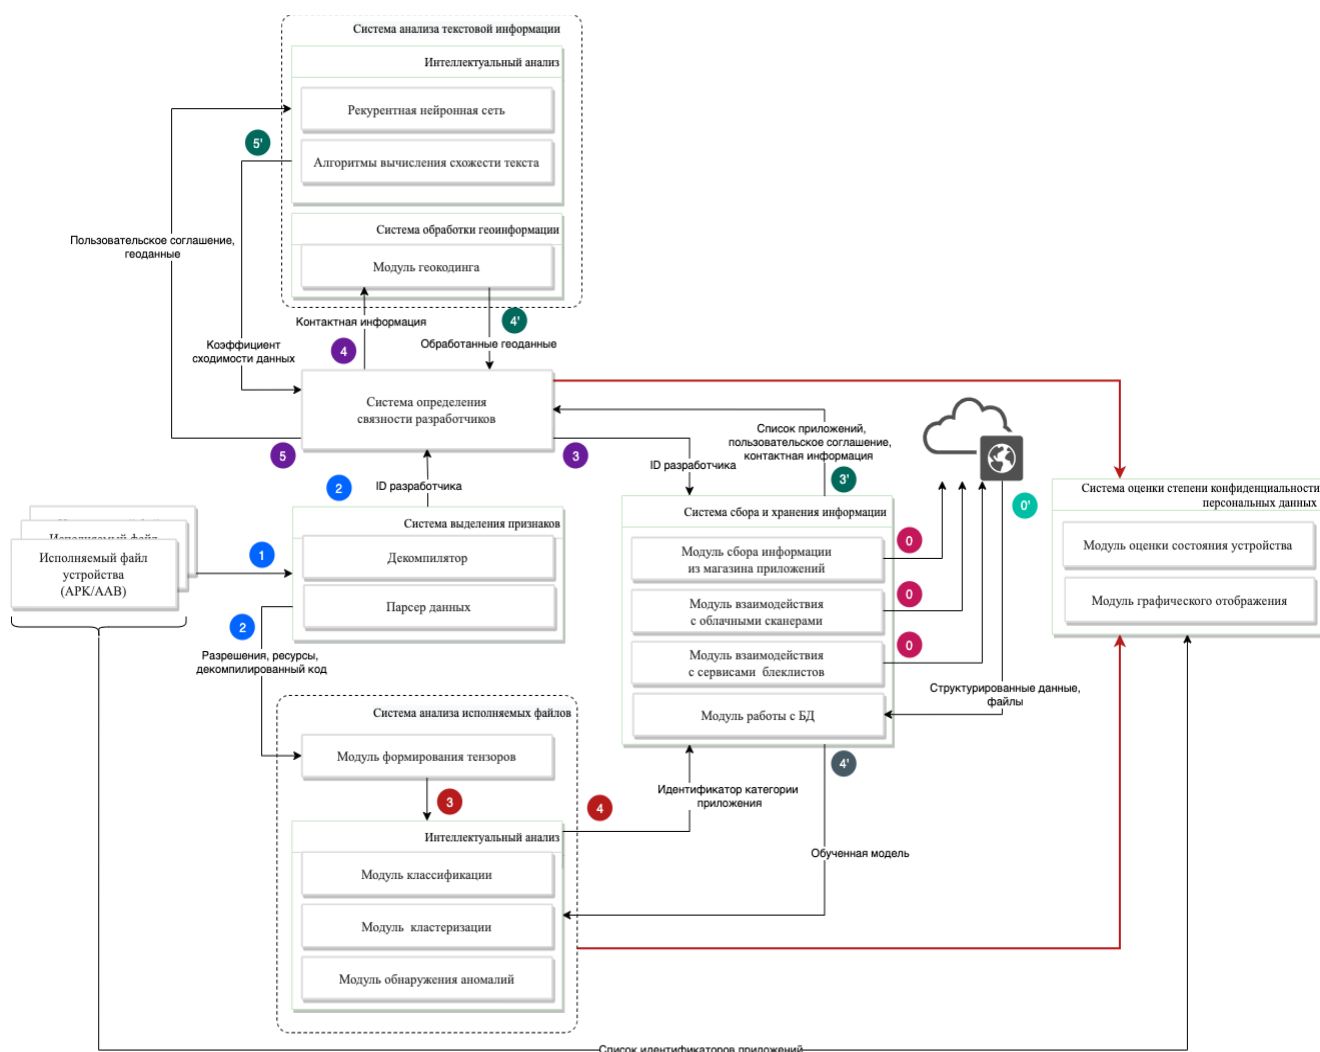 Система анализа текстовой информации
Интеллектуальный анализ
Рекурентная нейронная сеть
5'
Алгоритмы вычисления схожести текста
Пользовательское соглашение,
геоданные
Система обработки геоинформации
Модуль геокодинга
Контактная информация
4'
4
Обработанные геоданные
Коэффициент
сходимости данных
Система определения
связности разработчиков
5
3
Список приложений,
пользовательское соглашение,
контактная информация
ID разработчика
3'
2
ID разработчика
0'
Система оценки степени конфиденциальности
персональных данных
Система выделения признаков
Декомпилятор
Парсер данных
Исполняемый файл
Исполняемый файл
устройства
(APK/AAB)
1
2
Разрешения, ресурсы,
декомпилированный код
Система сбора и хранения информации
Модуль сбора информации
из магазина приложений
0
Модуль взаимодействия
с облачными сканерами
0
Модуль взаимодействия
с сервисами блеклистов
0
Модуль работы с БД
Структурированные данные,
файлы
Модуль оценки состояния устройства
Модуль графического отображения
Система анализа исполняемых файлов
Модуль формирования тензоров
3
4
4'
Идентификатор категории
приложения
Интеллектуальный анализ
Обученная модель
Модуль классификации
Модуль кластеризации
Модуль обнаружения аномалий
Список идентификаторов приложений